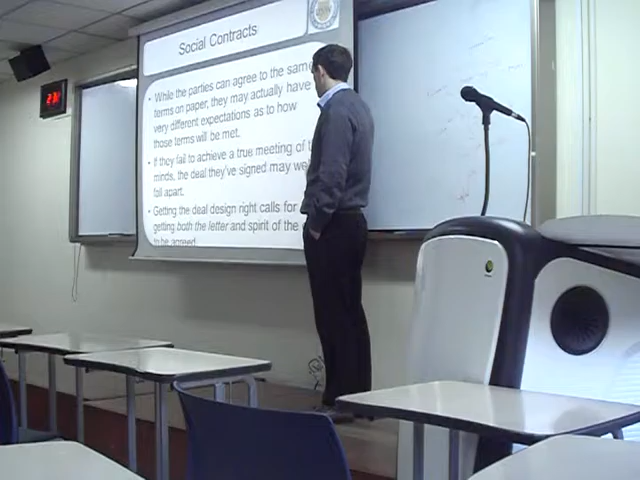 Social Contracts
• While the parties can agree to the same
terms on paper, they may actually have
very different expectations as to how
those terms will be met.
• If they fail to achieve a true meeting of
minds, the deal they've signed may
fall apart.
• Getting the deal design right calls for
getting both the letter and spirit of the
to be agreed